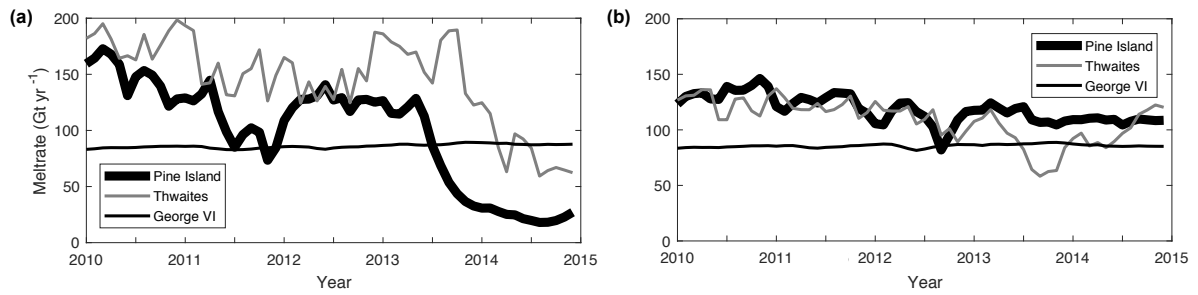 (a)
Meltrate (Gt yr⁻¹)
200
150
100
50
0
Pine Island
Thwaites
George VI
2010
2011
2012
2013
2014
2015
Year
(b)
200
150
100
50
0
Pine Island
Thwaites
George VI
2010
2011
2012
2013
2014
2015
Year